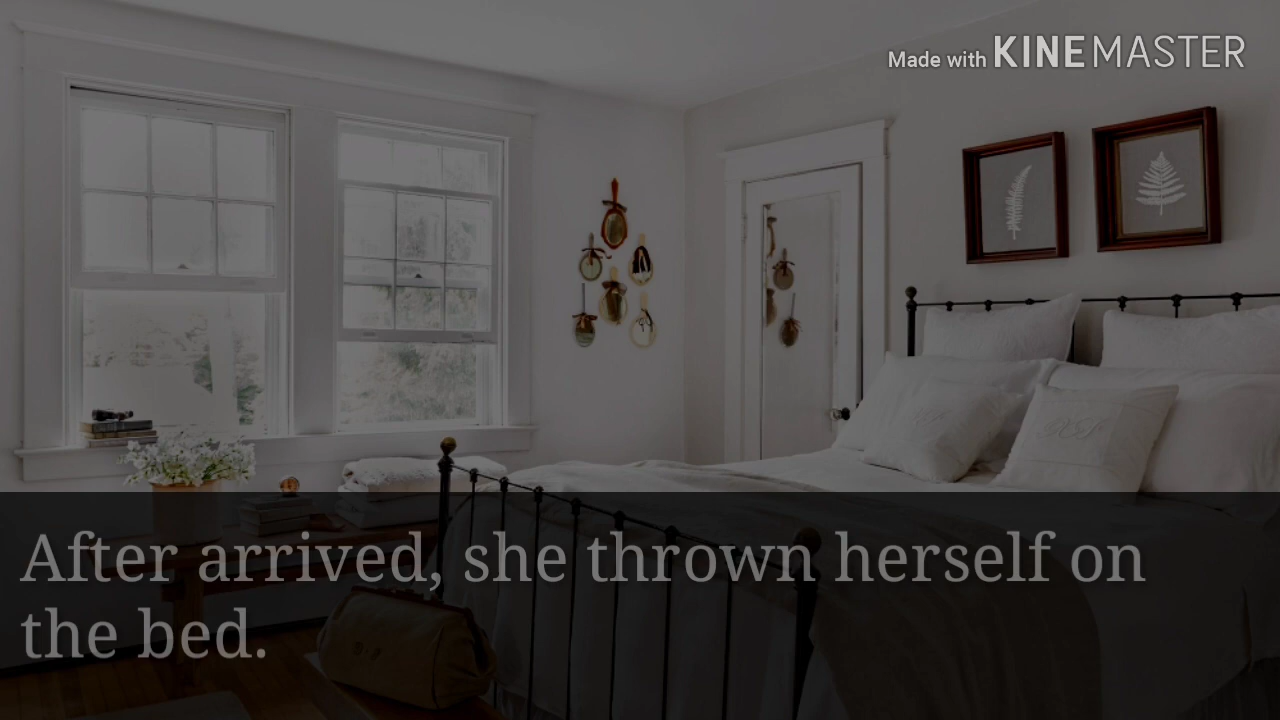 Made with KINEMASTER
After arrived, she thrown herself on
the bed.